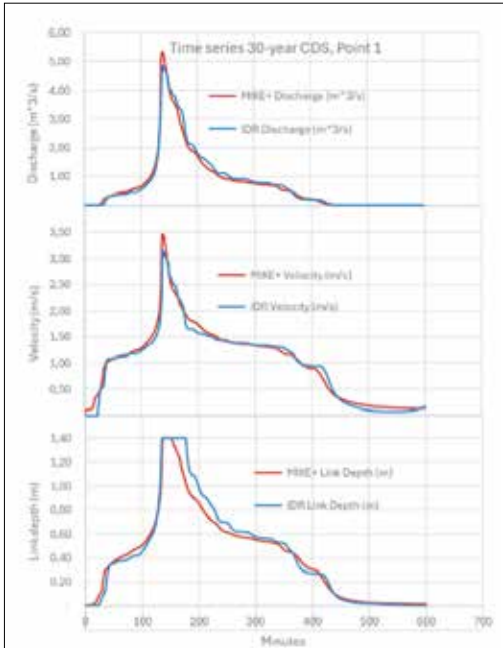 Time series 30-year CDS, Point 1
6,00
5,00
4,00
3,00
2,00
1,00
Discharge (m^3/s)
MIKE+ Discharge (m^3/s)
IDR Discharge (m^3/s)
3,50
3,00
2,50
2,00
1,50
1,00
0,50
Velocity (m/s)
MIKE+ Velocity (m/s)
IDR Velocity (m/s)
1,40
1,20
1,00
0,80
0,60
0,40
0,20
-
Link depth (m)
MIKE+ Link Depth (m)
IDR Link Depth (m)
0 100 200 300 400 500 600 700
Minutes